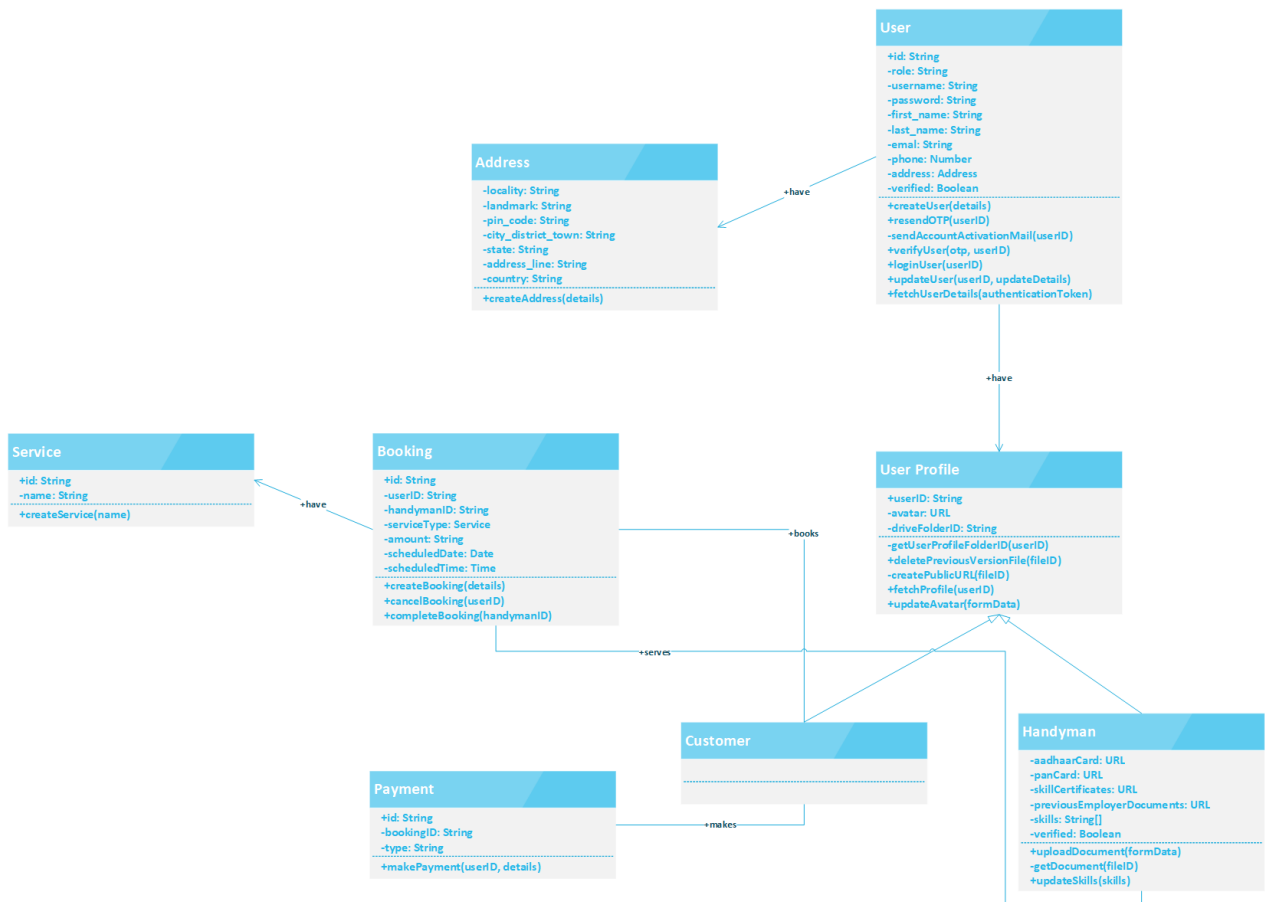 User
+id: String
-role: String
-username: String
-password: String
-first_name: String
-last_name: String
-emal: String
-phone: Number
-address: Address
-verified: Boolean
+createUser(details)
+resendOTP(userID)
-sendAccountActivationMail(userID)
+verifyUser(otp, userID)
+loginUser(userID)
+updateUser(userID, updateDetails)
+fetchUserDetails(authenticationToken)
Address
-locality: String
-landmark: String
-pin_code: String
-city_district_town: String
-state: String
-address_line: String
-country: String
+createAddress(details)
+have
+have
Service
+id: String
-name: String
+createService(name)
+have
Booking
+id: String
-userID: String
-handymanID: String
-serviceType: Service
-amount: String
-scheduledDate: Date
-scheduledTime: Time
+createBooking(details)
+cancelBooking(userID)
+completeBooking(handymanID)
+books
+serves
User Profile
+userID: String
-avatar: URL
-driveFolderID: String
-getUserProfileFolderID(userID)
+deletePreviousVersionFile(fileID)
-createPublicURL(fileID)
+fetchProfile(userID)
+updateAvatar(formData)
Customer
Payment
+id: String
-bookingID: String
-type: String
+makePayment(userID, details)
+makes
Handyman
-aadhaarCard: URL
-panCard: URL
-skillCertificates: URL
-previousEmployerDocuments: URL
-skills: String[]
-verified: Boolean
+uploadDocument(formData)
-getDocument(fileID)
+updateSkills(skills)